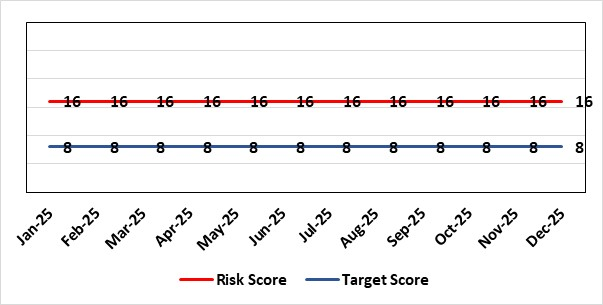 16 16 16 16 16 16 16 16 16 16 16 16
8 8 8 8 8 8 8 8 8 8 8 8
Jan-25 Feb-25 Mar-25 Apr-25 May-25 Jun-25 Jul-25 Aug-25 Sep-25 Oct-25 Nov-25 Dec-25
Risk Score Target Score